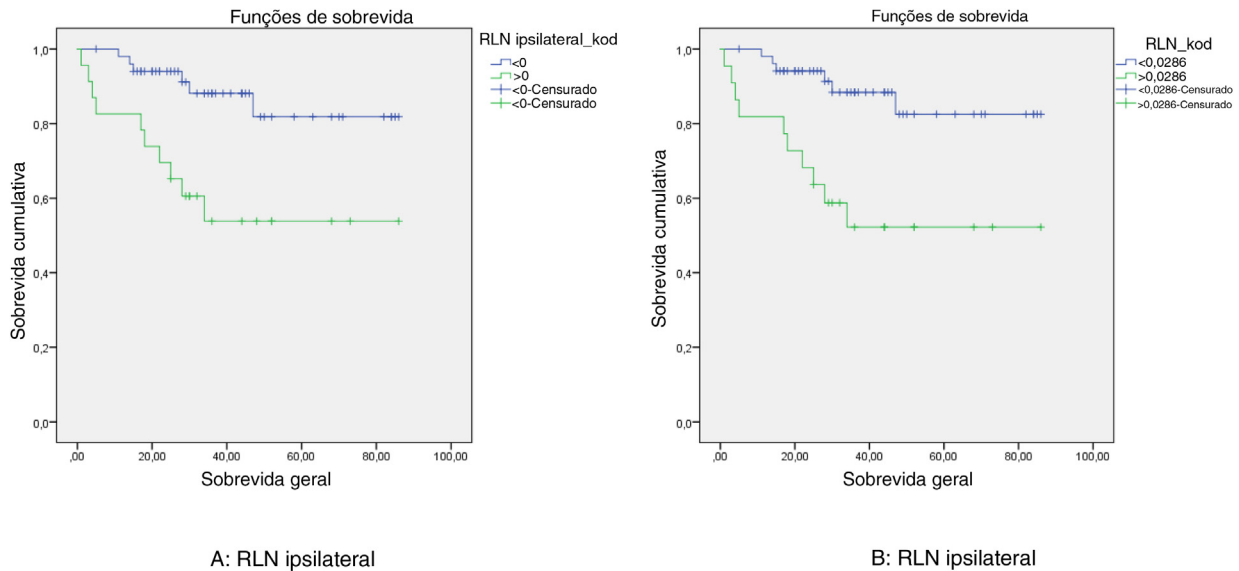 Funções de sobrevida
RLN ipsilateral_kod
<0
>0
<0-Censurado
<0-Censurado
Sobrevida cumulativa
1,0
0,8
0,6
0,4
0,2
0,0
,00 20,00 40,00 60,00 80,00 100,00
Sobrevida geral
A: RLN ipsilateral
Funções de sobrevida
RLN_kod
<0,0286
>0,0286
<0,0286-Censurado
>0,0286-Censurado
Sobrevida cumulativa
1,0
0,8
0,6
0,4
0,2
0,0
,00 20,00 40,00 60,00 80,00 100,00
Sobrevida geral
B: RLN ipsilateral